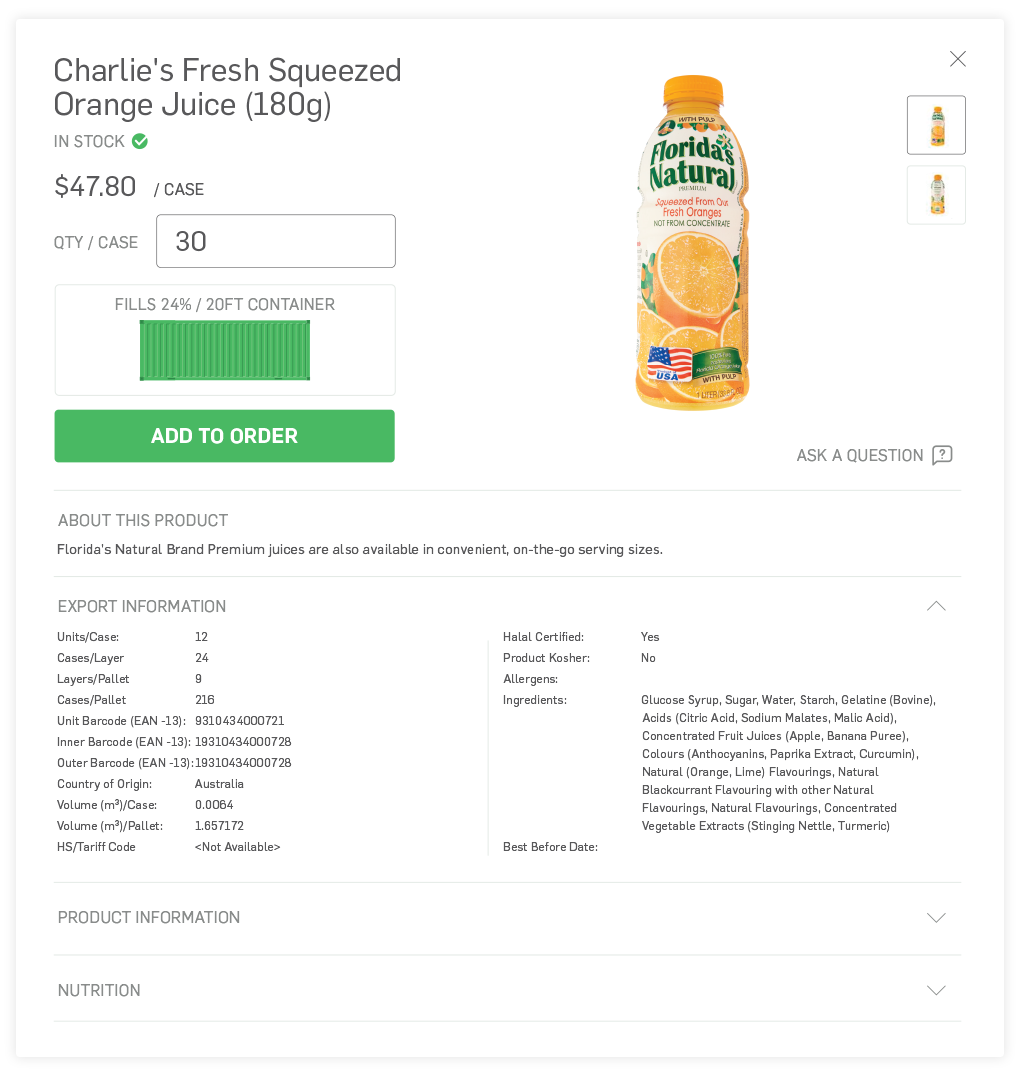 Charlie's Fresh Squeezed
Orange Juice (180g)
IN STOCK
$47.80 / CASE
QTY / CASE 30
FILLS 24% / 20FT CONTAINER
ADD TO ORDER
WITH PULP
Florida's
Natural
PREMIUM
Squeezed From Our
Fresh Oranges
NOT FROM CONCENTRATE
USA
WITH PULP
ASK A QUESTION
ABOUT THIS PRODUCT
Florida's Natural Brand Premium juices are also available in convenient, on-the-go serving sizes.
EXPORT INFORMATION
Units/Case: 12
Cases/Layer 24
Layers/Pallet 9
Cases/Pallet 216
Unit Barcode (EAN -13): 9310434000721
Inner Barcode (EAN -13): 19310434000728
Outer Barcode (EAN -13): 19310434000728
Country of Origin: Australia
Volume (m³)/Case: 0.0064
Volume (m³)/Pallet: 1.657172
HS/Tariff Code <Not Available>
Halal Certified: Yes
Product Kosher: No
Allergens:
Ingredients: Glucose Syrup, Sugar, Water, Starch, Gelatine (Bovine),
Acids (Citric Acid, Sodium Malates, Malic Acid),
Concentrated Fruit Juices (Apple, Banana Puree),
Colours (Anthocyanins, Paprika Extract, Curcumin),
Natural (Orange, Lime) Flavourings, Natural
Blackcurrant Flavouring with other Natural
Flavourings, Natural Flavourings, Concentrated
Vegetable Extracts (Stinging Nettle, Turmeric)
Best Before Date:
PRODUCT INFORMATION
NUTRITION